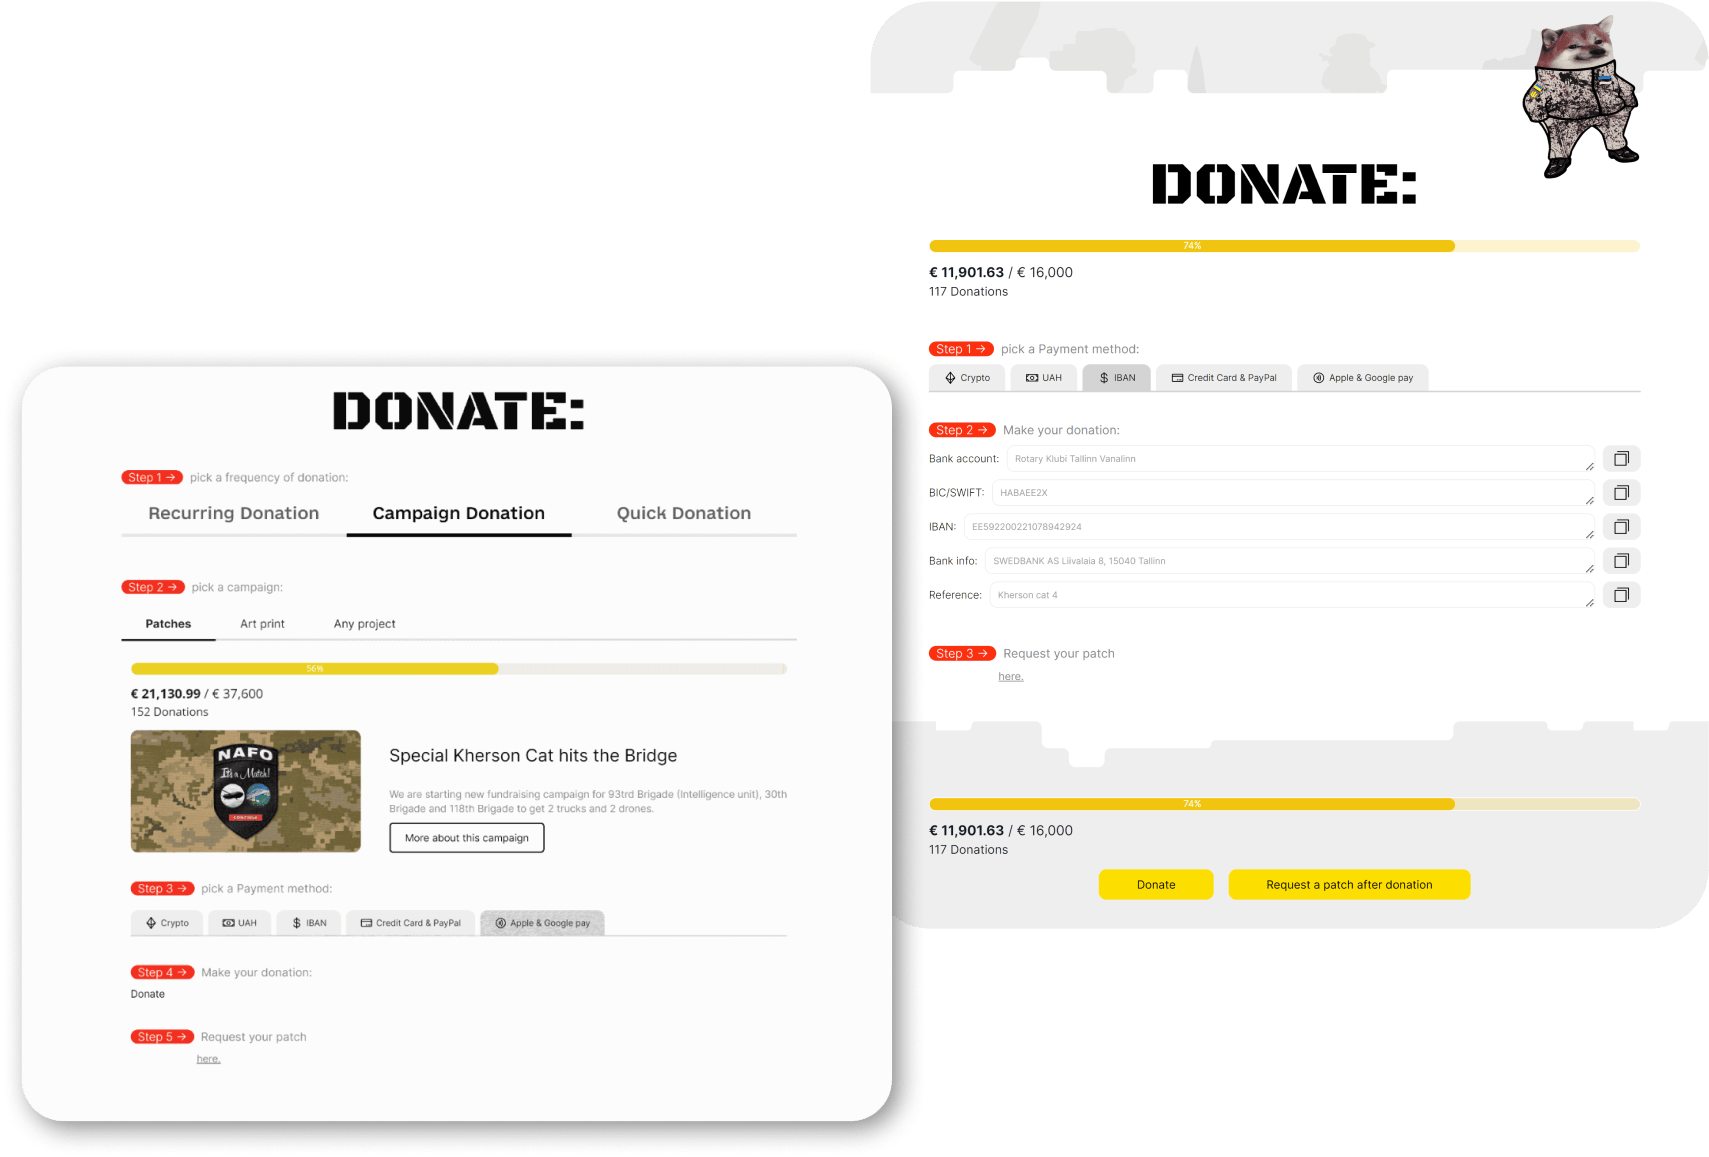 DONATE:
Step 1 → pick a frequency of donation:
Recurring Donation Campaign Donation Quick Donation
Step 2 → pick a campaign:
Patches Art print Any project
56%
€ 21,130.99 / € 37,600
152 Donations
NAFO
It's a Match!
Special Kherson Cat hits the Bridge
We are starting new fundraising campaign for 93trd Brigade (Intelligence unit), 30th
Brigade and 118th Brigade to get 2 trucks and 2 drones.
More about this campaign
Step 3 → pick a Payment method:
Crypto UAH IBAN Credit Card & PayPal Apple & Google pay
Step 4 → Make your donation:
Donate
Step 5 → Request your patch
here.
DONATE:
74%
€ 11,901.63 / € 16,000
117 Donations
Step 1 → pick a Payment method:
Crypto UAH IBAN Credit Card & PayPal Apple & Google pay
Step 2 → Make your donation:
Bank account: Rotary Klubi Tallinn Vanalinn
BIC/SWIFT: HABAEE2X
IBAN: EE592200221078942924
Bank info: SWEDBANK AS Liivalaia 8, 15040 Tallinn
Reference: Kherson cat 4
Step 3 → Request your patch
here.
74%
€ 11,901.63 / € 16,000
117 Donations
Donate Request a patch after donation